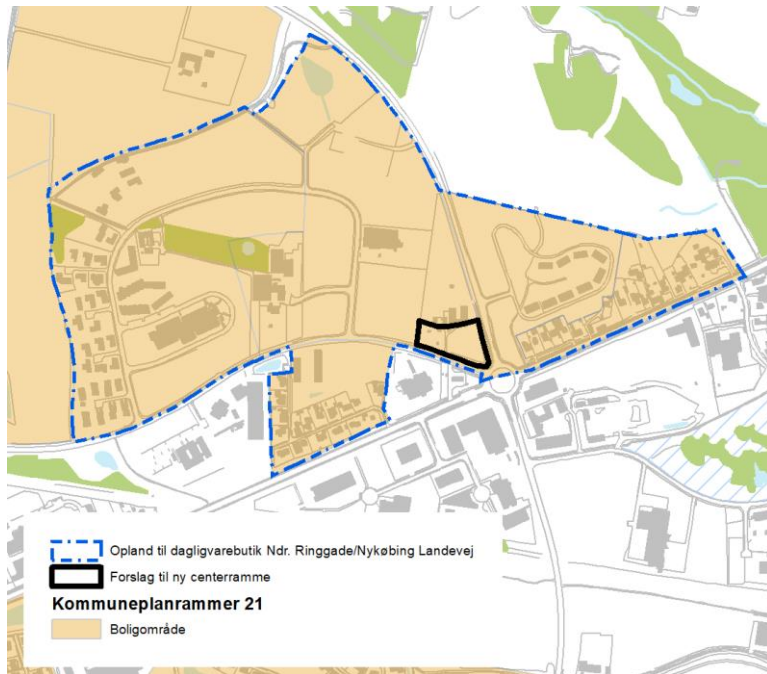 Opland til dagligvarebutik Ndr. Ringgade/Nykøbing Landevej
Forslag til ny centerramme
Kommuneplanrammer 21
Boligområde